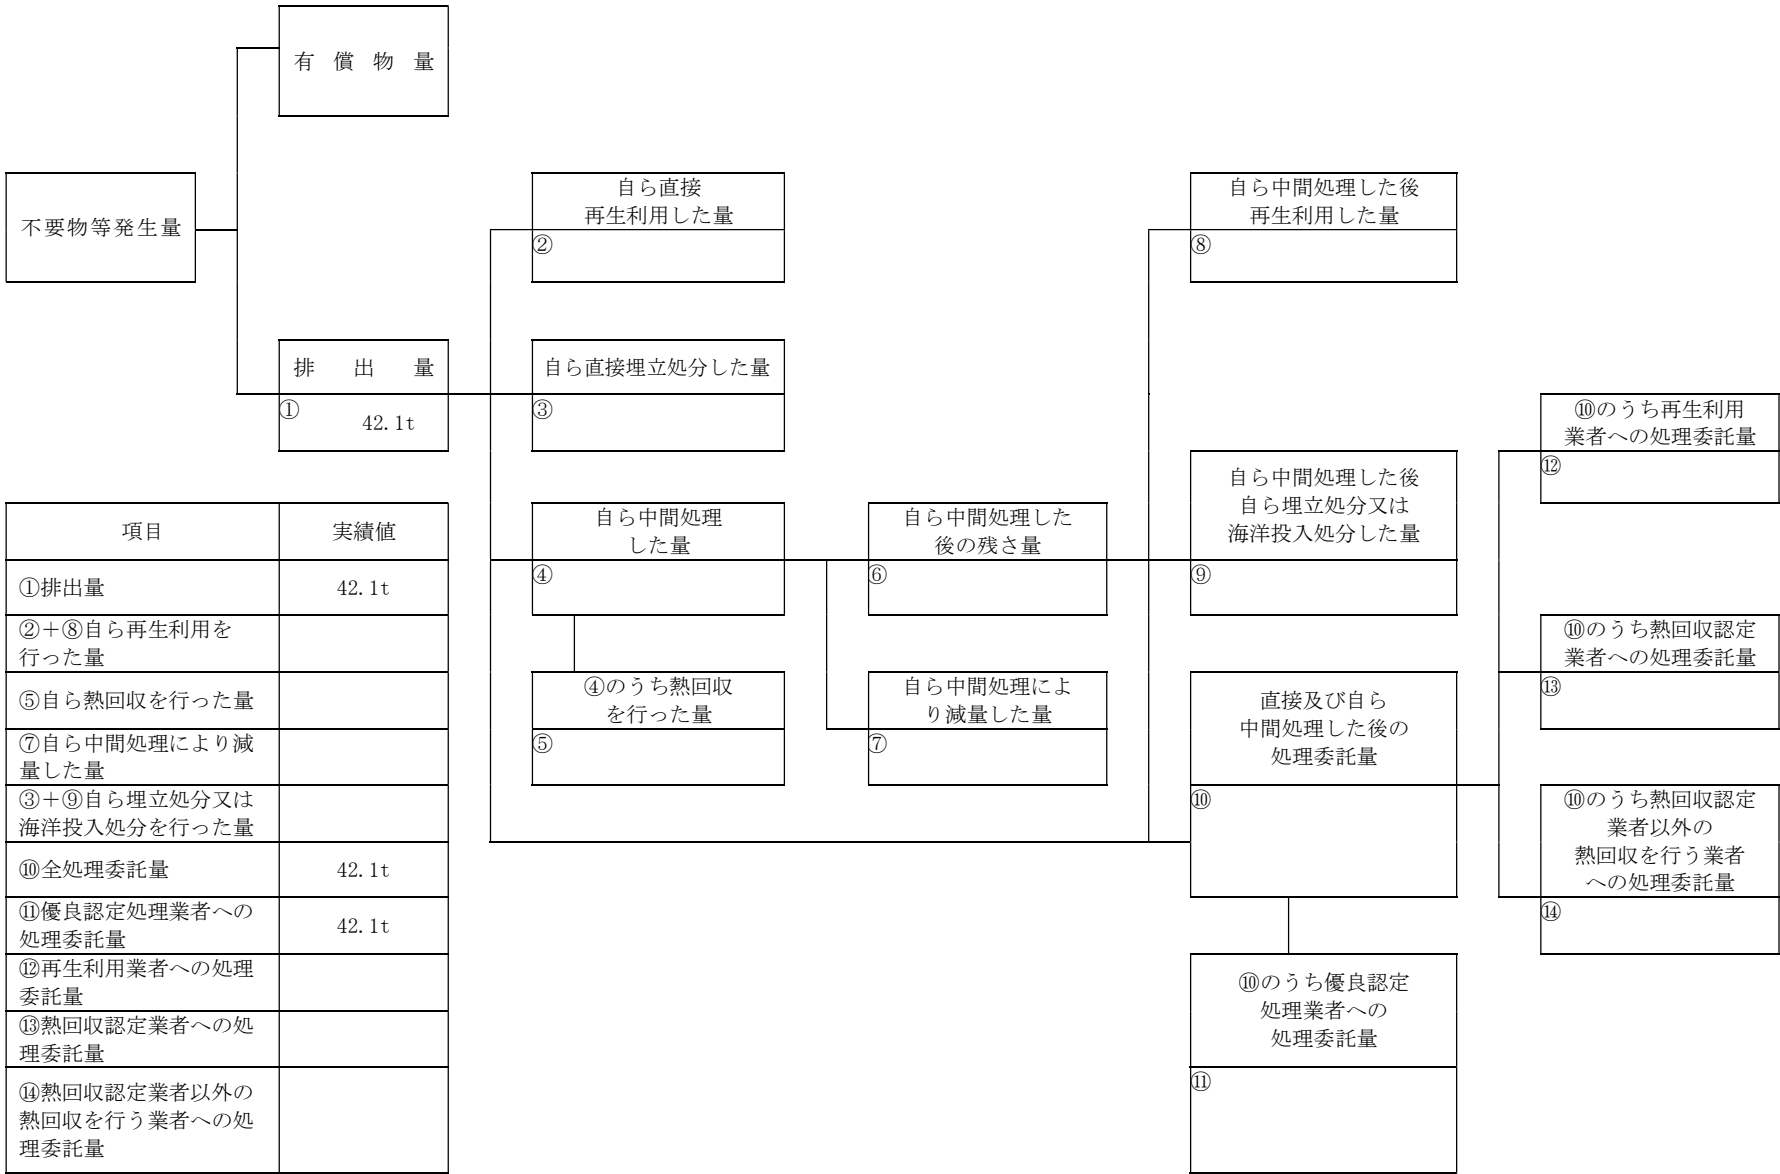 有 償 物 量
不要物等発生量
自ら直接
再生利用した量
②
自ら中間処理した後
再生利用した量
⑧
排 出 量
①
42.1t
自ら直接埋立処分した量
③
⑩のうち再生利用
業者への処理委託量
⑫
自ら中間処理
した量
④
自ら中間処理した
後の残さ量
⑥
自ら中間処理した後
自ら埋立処分又は
海洋投入処分した量
⑨
④のうち熱回収
を行った量
⑤
自ら中間処理によ
り減量した量
⑦
直接及び自ら
中間処理した後の
処理委託量
⑩
⑩のうち熱回収認定
業者への処理委託量
⑬
⑩のうち熱回収認定
業者以外の
熱回収を行う業者
への処理委託量
⑭
⑩のうち優良認定
処理業者への
処理委託量
⑪
項目 実績値
①排出量 42.1t
②＋⑧自ら再生利用を
行った量
⑤自ら熱回収を行った量
⑦自ら中間処理により減
量した量
③＋⑨自ら埋立処分又は
海洋投入処分を行った量
⑩全処理委託量 42.1t
⑪優良認定処理業者への
処理委託量 42.1t
⑫再生利用業者への処理
委託量
⑬熱回収認定業者への処
理委託量
⑭熱回収認定業者以外の
熱回収を行う業者への処
理委託量